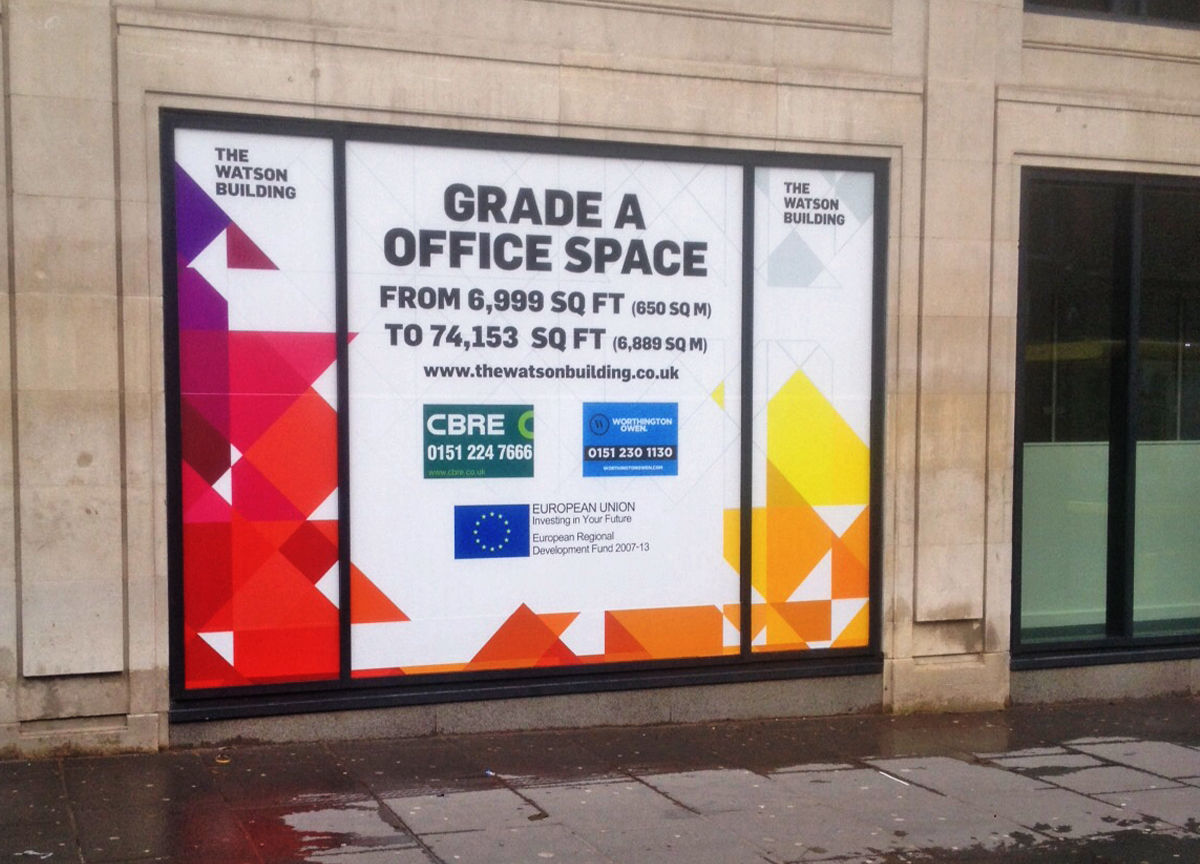 THE
WATSON
BUILDING
GRADE A
OFFICE SPACE
FROM 6,999 SQ FT (650 SQ M)
TO 74,153 SQ FT (6,889 SQ M)
www.thewatsonbuilding.co.uk
CBRE
0151 224 7666
www.cbre.co.uk
W
WORTHINGTON
OWEN.
0151 230 1130
WORTHINGTONOWEN.COM
EUROPEAN UNION
Investing in Your Future
European Regional
Development Fund 2007-13
THE
WATSON
BUILDING